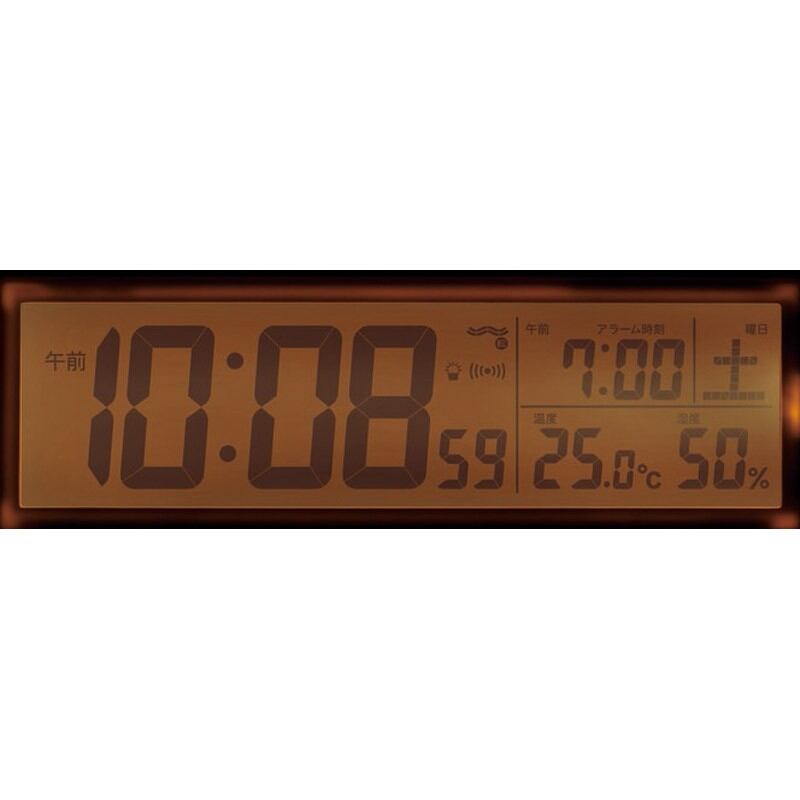 午前 10:08 59
午前 アラーム時刻 曜日
7:00 土
温度 湿度
25.0℃ 50%